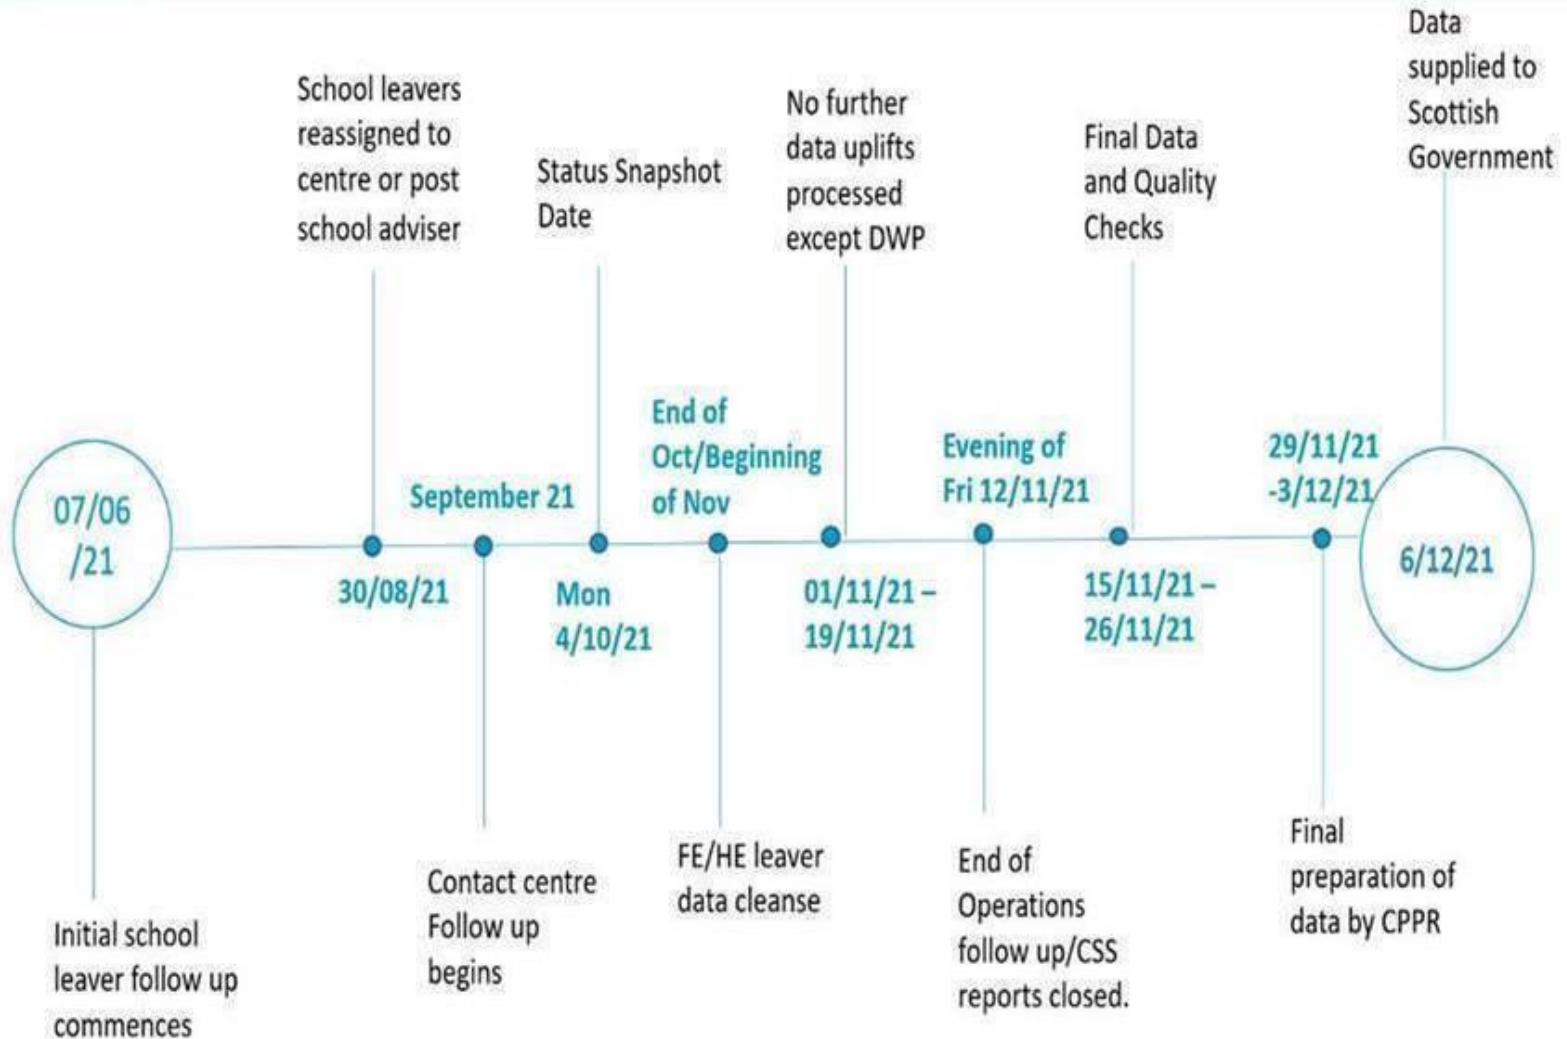 Data
supplied to
Scottish
Government
School leavers
reassigned to
centre or post
school adviser
Status Snapshot
Date
No further
data uplifts
processed
except DWP
Final Data
and Quality
Checks
07/06
/21
30/08/21
September 21
Mon
4/10/21
End of
Oct/Beginning
of Nov
01/11/21 –
19/11/21
Evening of
Fri 12/11/21
15/11/21 –
26/11/21
29/11/21
-3/12/21
6/12/21
Initial school
leaver follow up
commences
Contact centre
Follow up
begins
FE/HE leaver
data cleanse
End of
Operations
follow up/CSS
reports closed.
Final
preparation of
data by CPPR